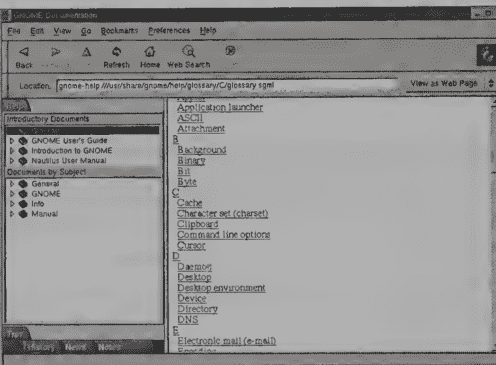 GNOME Documentation
File Edit View Go Bookmarks Preferences Help
Back Refresh Home Web Search
Location: gnome-help:///usr/share/gnome/help/glossary/C/glossary.sgml View as Web Page
Introductory Documents
GNOME User's Guide
Introduction to GNOME
Nautilus User Manual
Documents by Subject
General
GNOME
Info
Manual
Tree
History News Notes
Applet
Application launcher
ASCII
Attachment
B
Background
Binary
Bit
Byte
C
Cache
Character set (charset)
Clipboard
Command line options
Cursor
D
Daemon
Desktop
Desktop environment
Device
Directory
DNS
E
Electronic mail (e-mail)